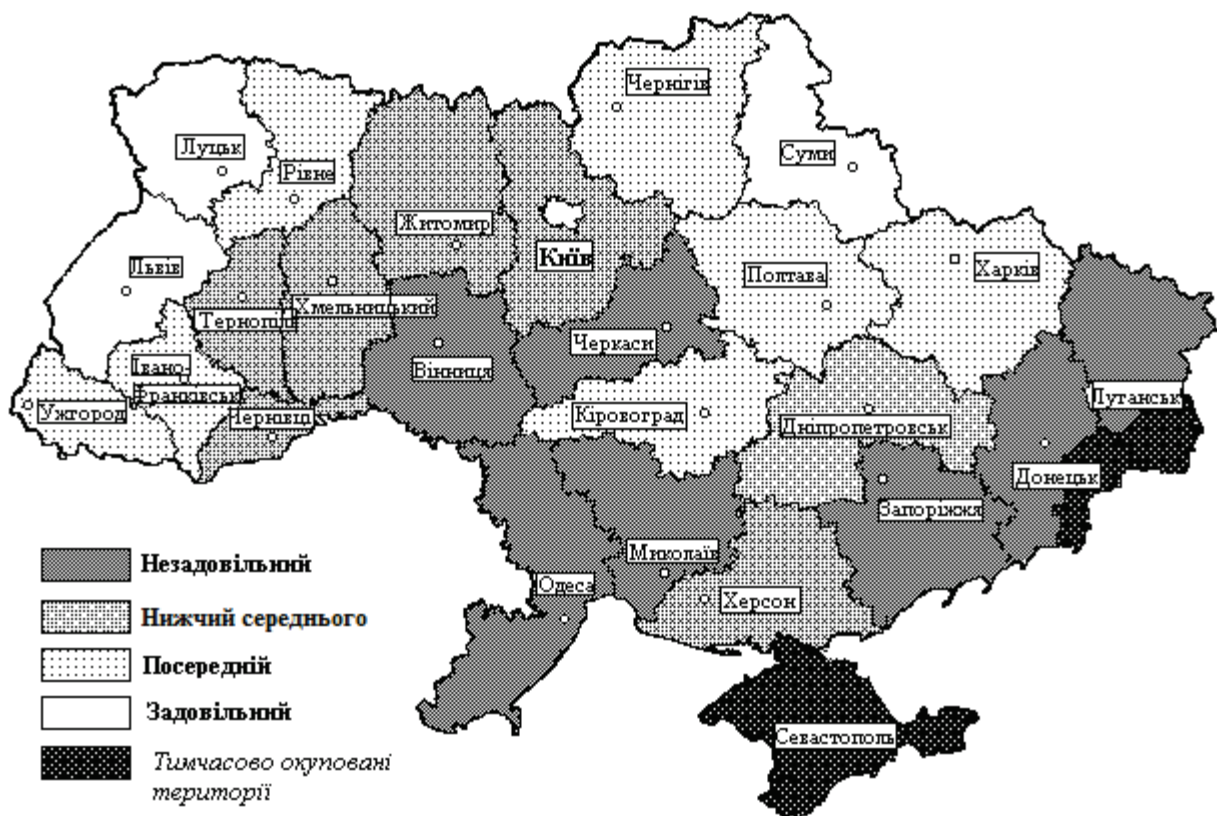 Чернігів
Луцьк
Суми
Рівне
Житомир
Київ
Львів
Полтава
Харків
Тернопіль
Хмельницький
Черкаси
Вінниця
Івано-
Франківськ
Ужгород
Чернівці
Кіровоград
Дніпропетровськ
Луганськ
Донецьк
Запоріжжя
Миколаїв
Одеса
Херсон
Севастополь
Незадовільний
Нижчий середнього
Посередній
Задовільний
Тимчасово окуповані
території